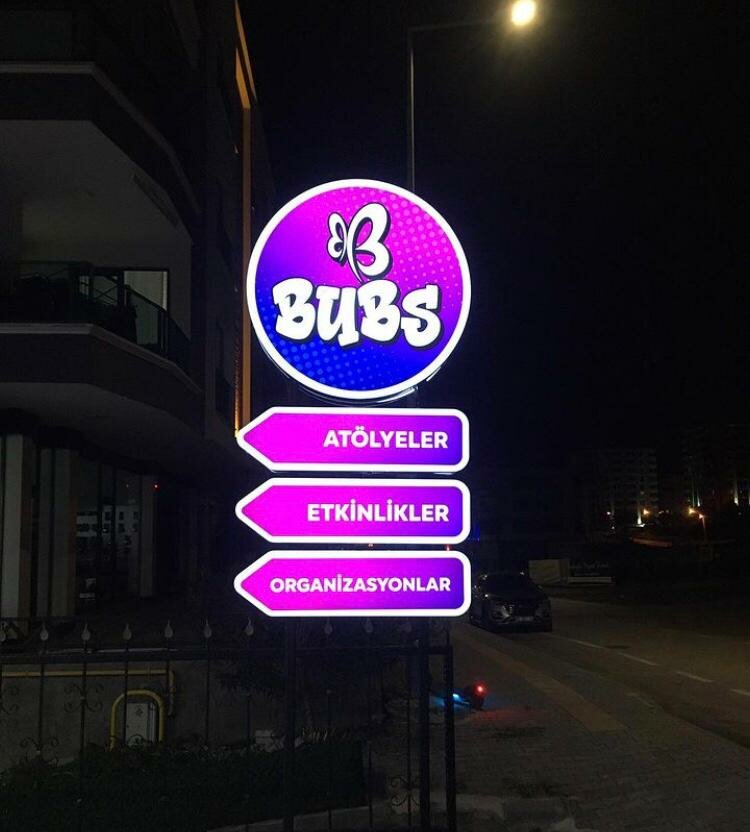 BUBS
ATÖLYELER
ETKİNLİKLER
ORGANİZASYONLAR